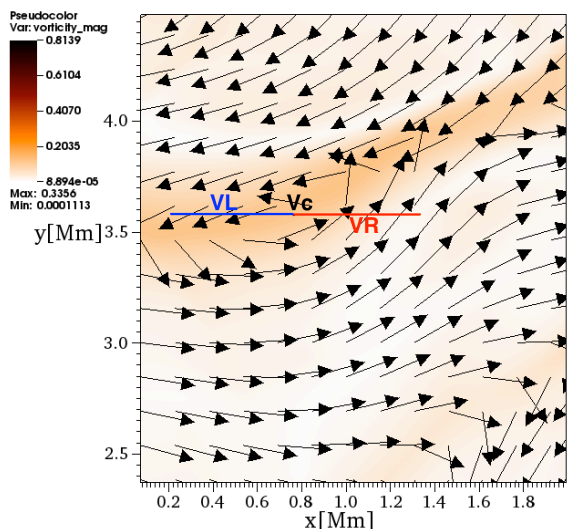 Pseudocolor
Var: vorticity_mag
0.8139
0.6104
0.4070
0.2035
8.894e-05
Max: 0.3356
Min: 0.0001113
4.0
VL
Vc
y[Mm]
3.5
VR
3.0
2.5
0.2 0.4 0.6 0.8 1.0 1.2 1.4 1.6 1.8
x[Mm]